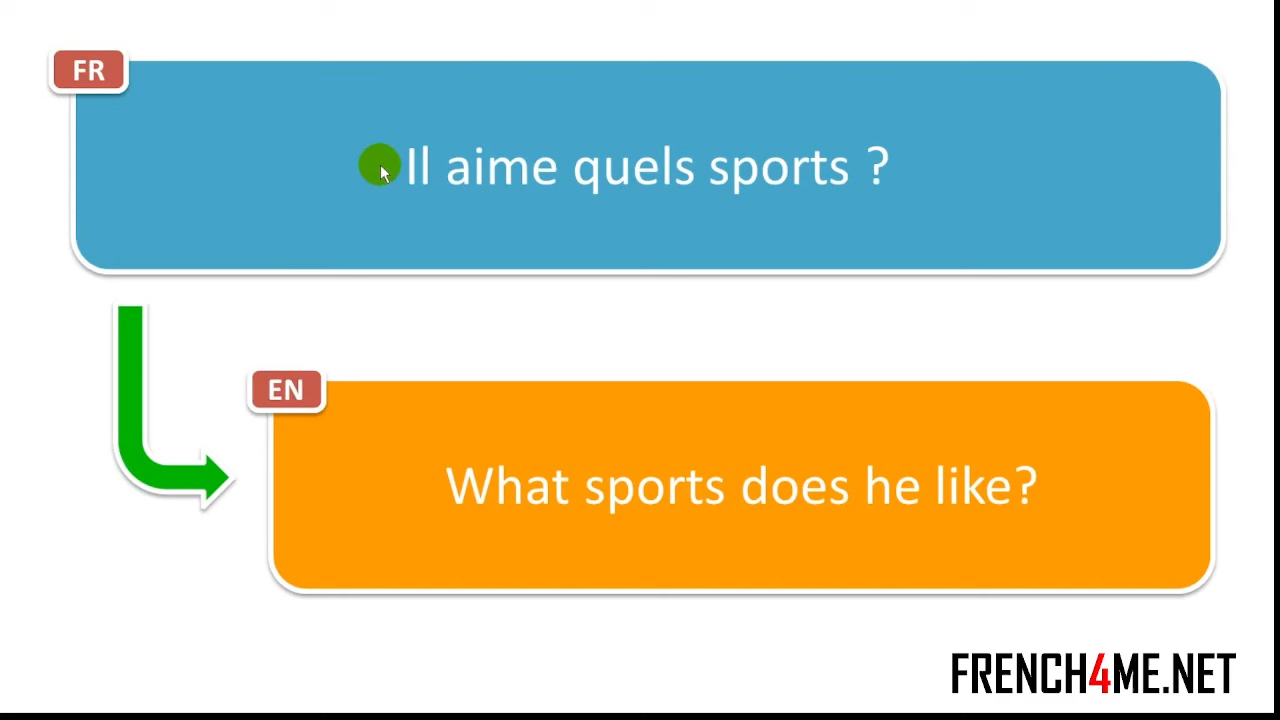 FR
Il aime quels sports ?
EN
What sports does he like?
FRENCH4ME.NET